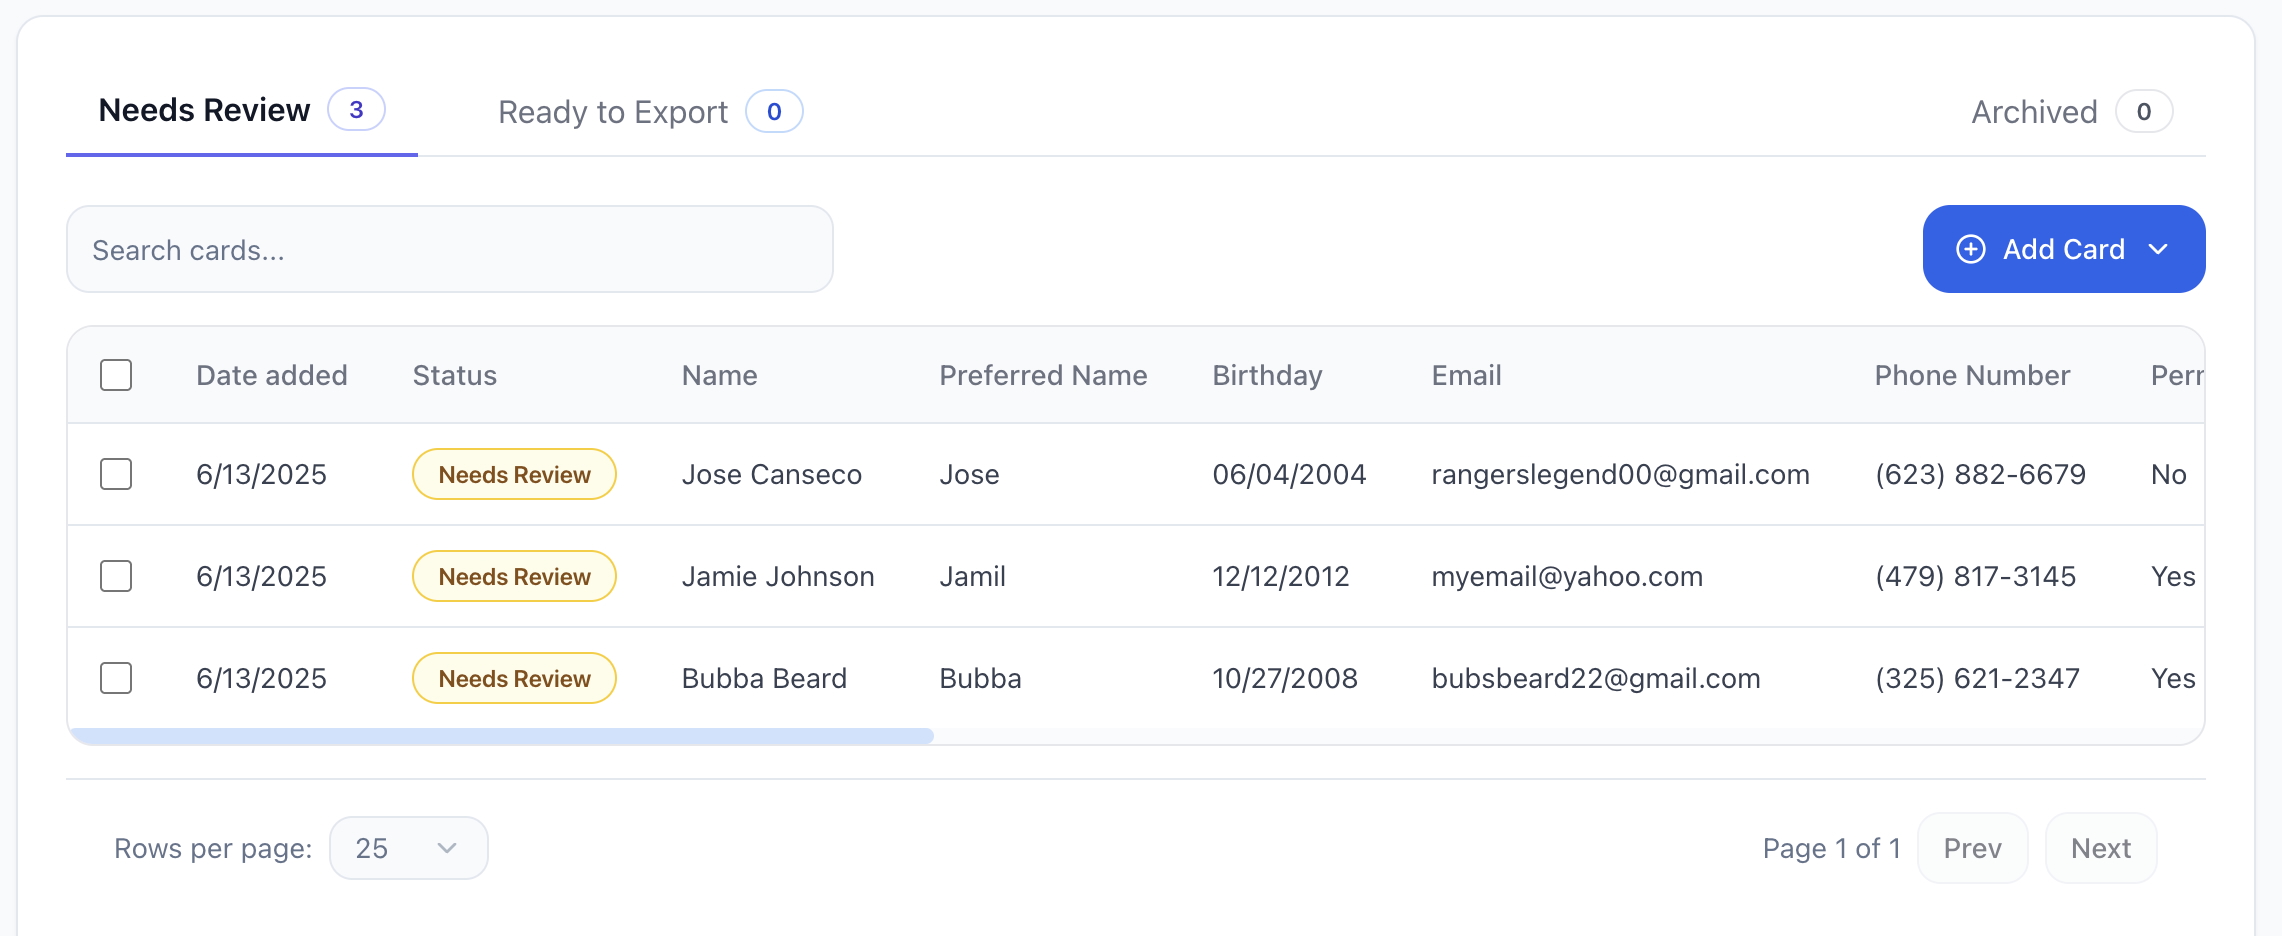 Needs Review 3 Ready to Export 0 Archived 0
Search cards... Add Card
Date added Status Name Preferred Name Birthday Email Phone Number Perr
6/13/2025 Needs Review Jose Canseco Jose 06/04/2004 rangerslegend00@gmail.com (623) 882-6679 No
6/13/2025 Needs Review Jamie Johnson Jamil 12/12/2012 myemail@yahoo.com (479) 817-3145 Yes
6/13/2025 Needs Review Bubba Beard Bubba 10/27/2008 bubsbeard22@gmail.com (325) 621-2347 Yes
Rows per page: 25 Page 1 of 1 Prev Next